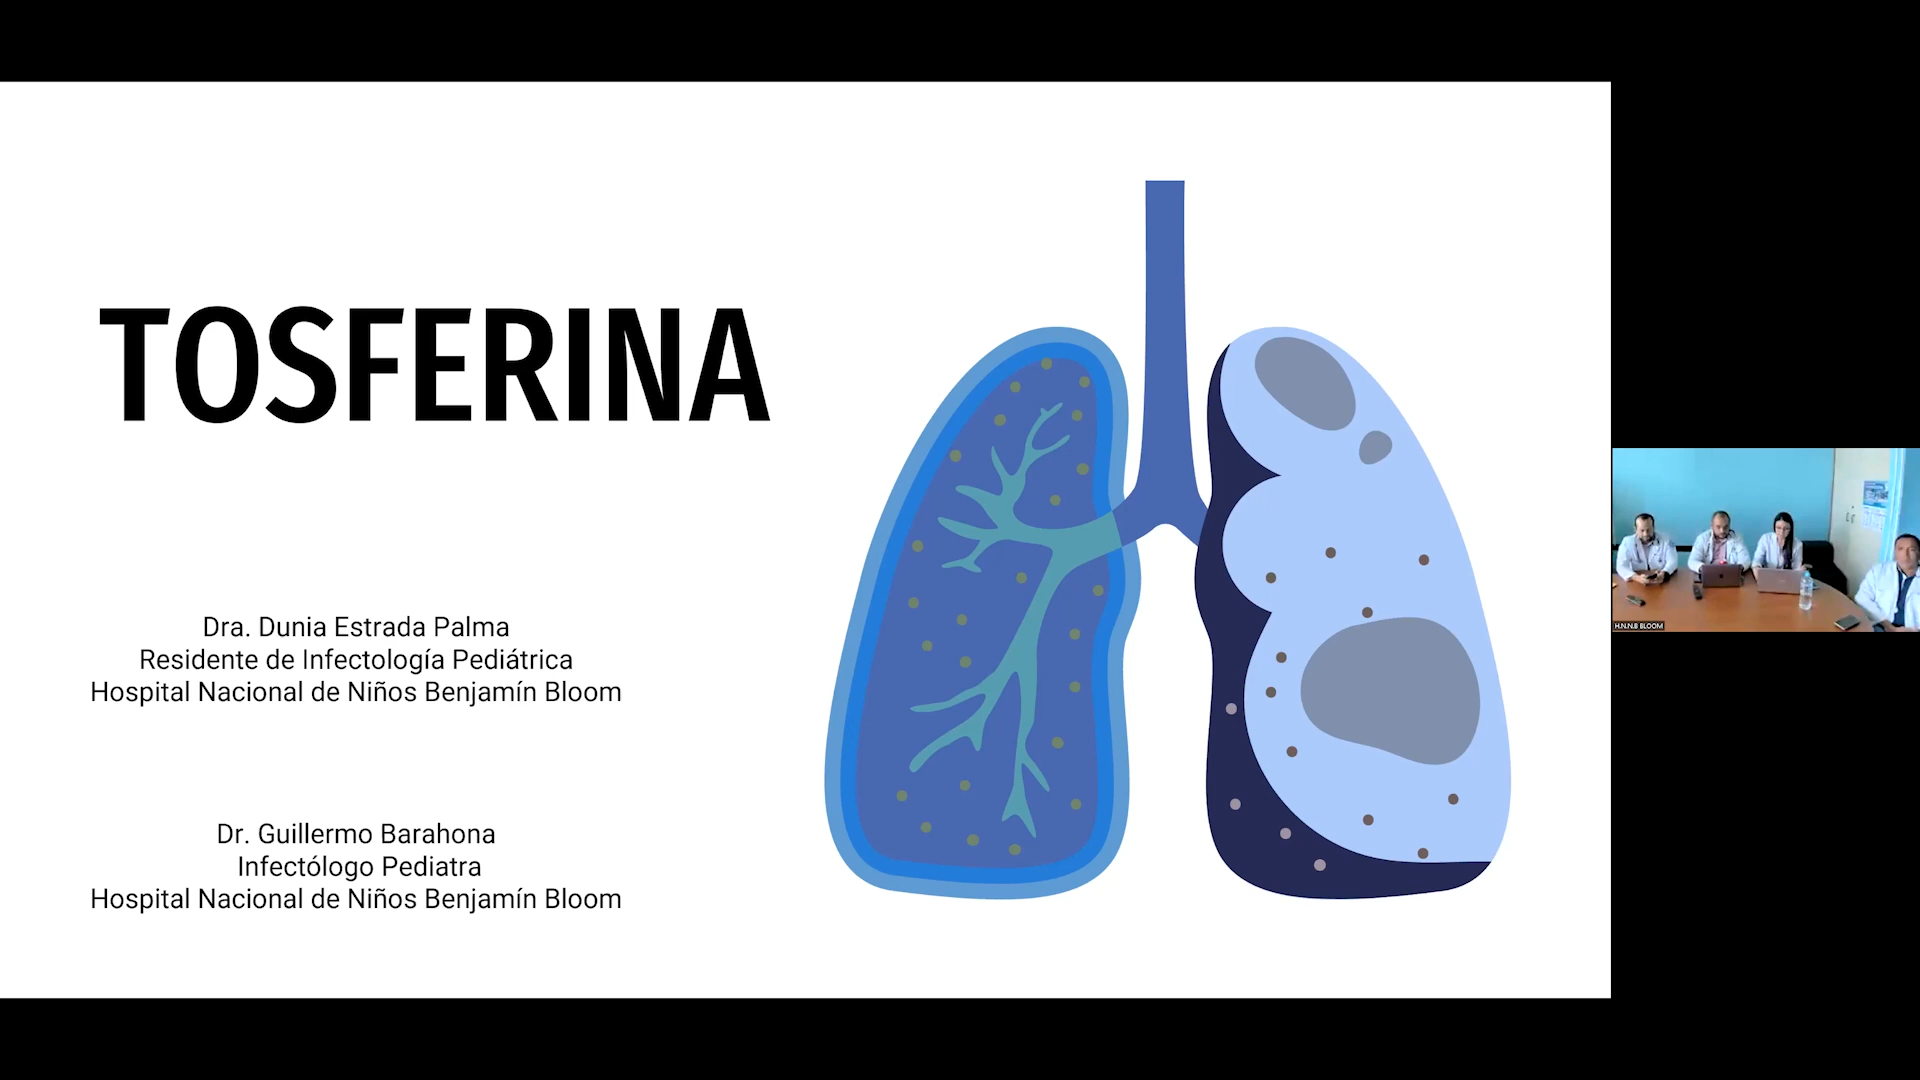 TOSFERINA
Dra. Dunia Estrada Palma
Residente de Infectología Pediátrica
Hospital Nacional de Niños Benjamín Bloom
Dr. Guillermo Barahona
Infectólogo Pediatra
Hospital Nacional de Niños Benjamín Bloom
H.N.N.B BLOOM